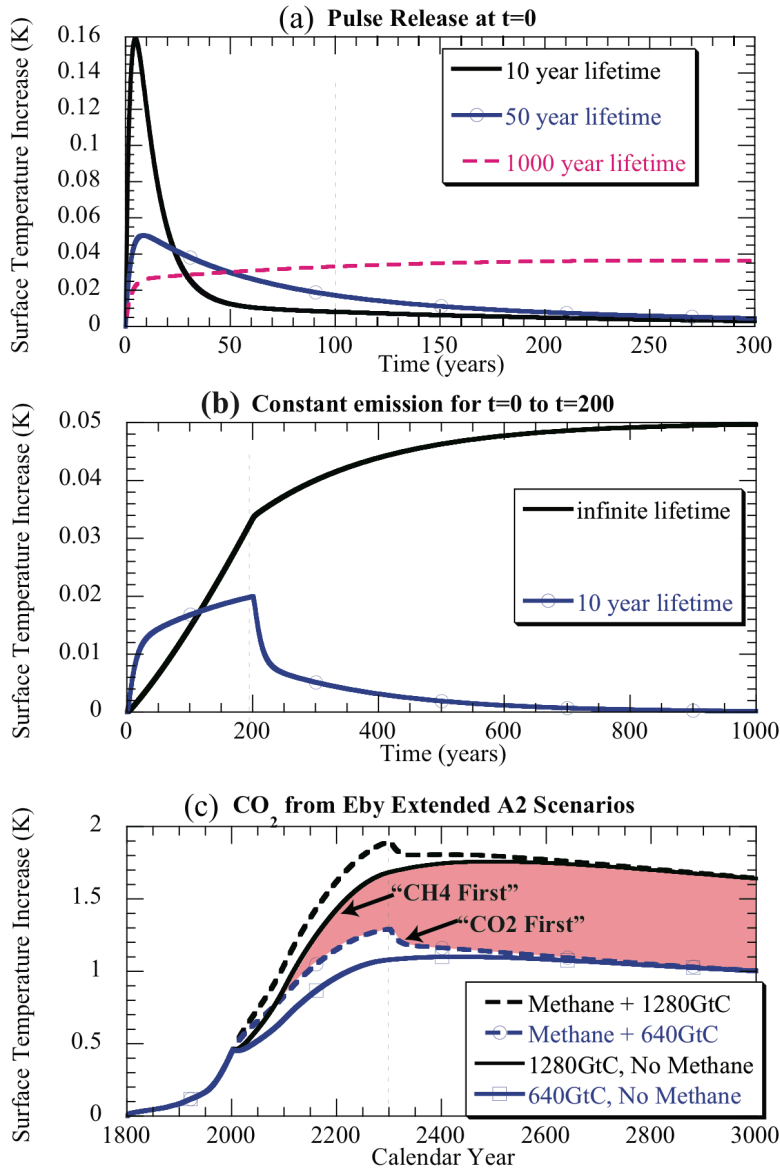 (a) Pulse Release at t=0
Surface Temperature Increase (K)
0.16
0.14
0.12
0.1
0.08
0.06
0.04
0.02
0
10 year lifetime
50 year lifetime
1000 year lifetime
0 50 100 150 200 250 300
Time (years)
(b) Constant emission for t=0 to t=200
Surface Temperature Increase (K)
0.05
0.04
0.03
0.02
0.01
0
infinite lifetime
10 year lifetime
0 200 400 600 800 1000
Time (years)
(c) CO2 from Eby Extended A2 Scenarios
Surface Temperature Increase (K)
2
1.5
1
0.5
0
“CH4 First”
“CO2 First”
Methane + 1280GtC
Methane + 640GtC
1280GtC, No Methane
640GtC, No Methane
1800 2000 2200 2400 2600 2800 3000
Calendar Year